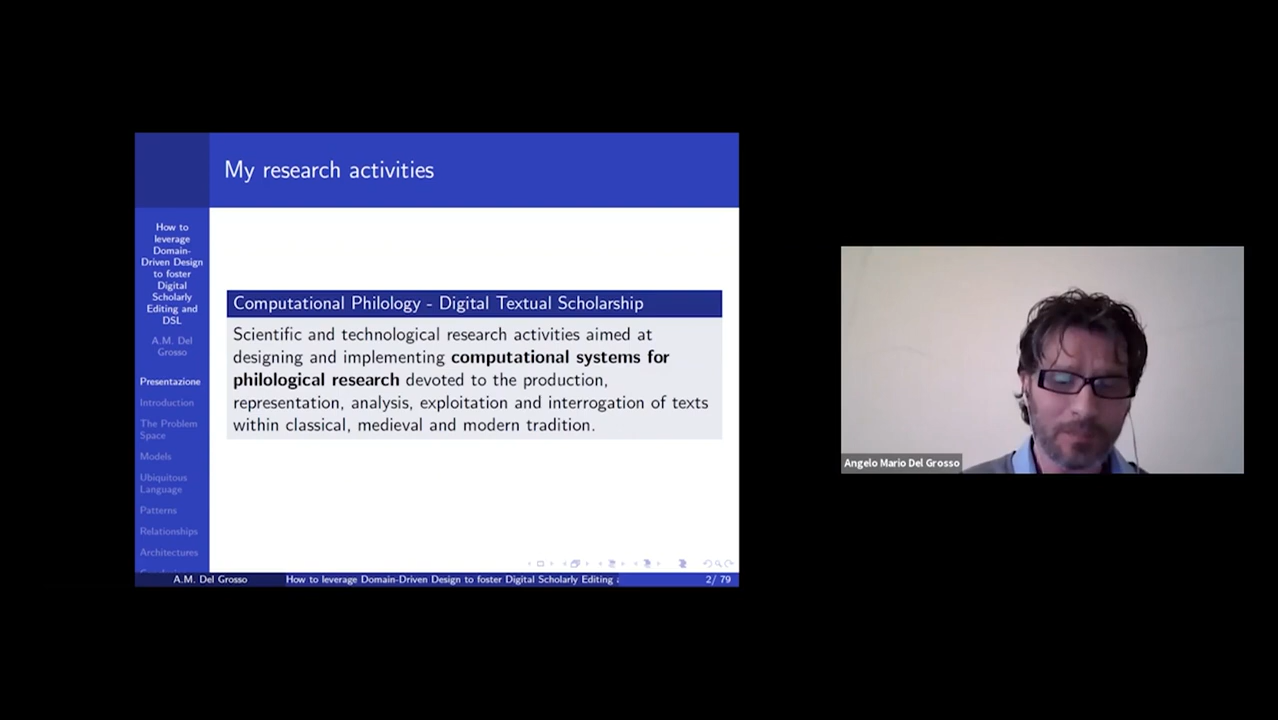 My research activities
How to
leverage
Domain-
Driven Design
to foster
Digital
Scholarly
Editing and
DSL
A.M. Del
Grosso
Presentazione
Introduction
The Problem
Space
Models
Ubiquitous
Language
Patterns
Relationships
Architectures
Computational Philology - Digital Textual Scholarship
Scientific and technological research activities aimed at
designing and implementing computational systems for
philological research devoted to the production,
representation, analysis, exploitation and interrogation of texts
within classical, medieval and modern tradition.
A.M. Del Grosso
How to leverage Domain-Driven Design to foster Digital Scholarly Editing
2/ 79
Angelo Mario Del Grosso